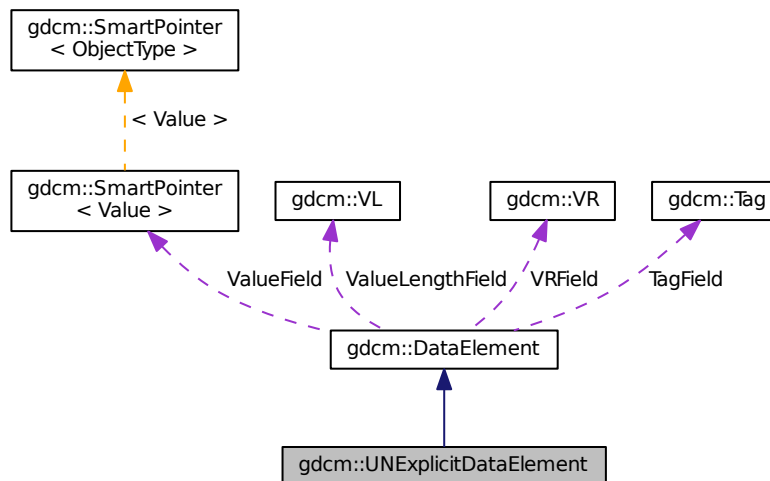 gdcm::SmartPointer
< ObjectType >
< Value >
gdcm::SmartPointer
< Value >
gdcm::VL
gdcm::VR
gdcm::Tag
ValueField
ValueLengthField
VRField
TagField
gdcm::DataElement
gdcm::UNExplicitDataElement